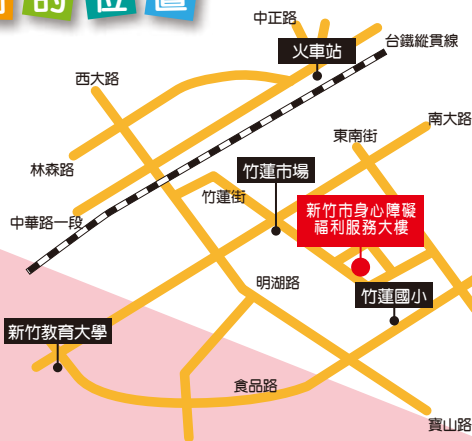 的位置
中正路
火車站
台鐵縱貫線
西大路
南大路
東南街
林森路
竹蓮市場
竹蓮街
新竹市身心障礙
福利服務大樓
中華路一段
明湖路
竹蓮國小
新竹教育大學
食品路
寶山路